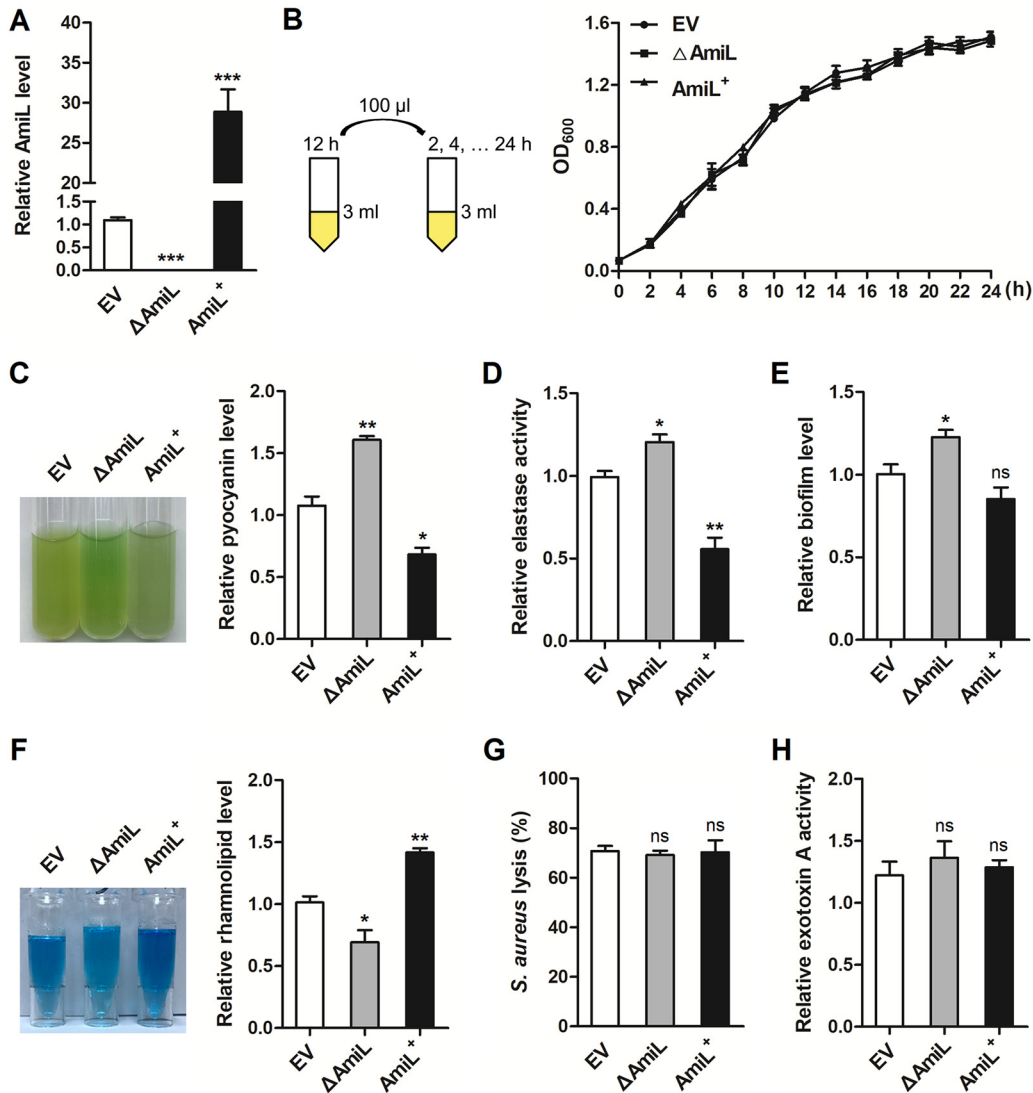 A
Relative AmiL level
40
35
30
25
20
1.5
1.0
0.5
0.0
***
***
EV
ΔAmiL
AmiL+
B
100 µl
12 h
2, 4, … 24 h
3 ml
3 ml
EV
△AmiL
AmiL+
OD600
1.6
1.2
0.8
0.4
0.0
0 2 4 6 8 10 12 14 16 18 20 22 24 (h)
C
EV
ΔAmiL
AmiL+
Relative pyocyanin level
2.0
1.5
1.0
0.5
0.0
**
*
EV
ΔAmiL
AmiL+
D
Relative elastase activity
1.5
1.0
0.5
0.0
*
**
EV
ΔAmiL
AmiL+
E
Relative biofilm level
1.5
1.0
0.5
0.0
*
ns
EV
ΔAmiL
AmiL+
F
EV
ΔAmiL
AmiL+
Relative rhamnolipid level
2.0
1.5
1.0
0.5
0.0
*
**
EV
ΔAmiL
AmiL+
G
S. aureus lysis (%)
100
80
60
40
20
0
ns
ns
EV
ΔAmiL
AmiL+
H
Relative exotoxin A activity
2.0
1.5
1.0
0.5
0.0
ns
ns
EV
ΔAmiL
AmiL+